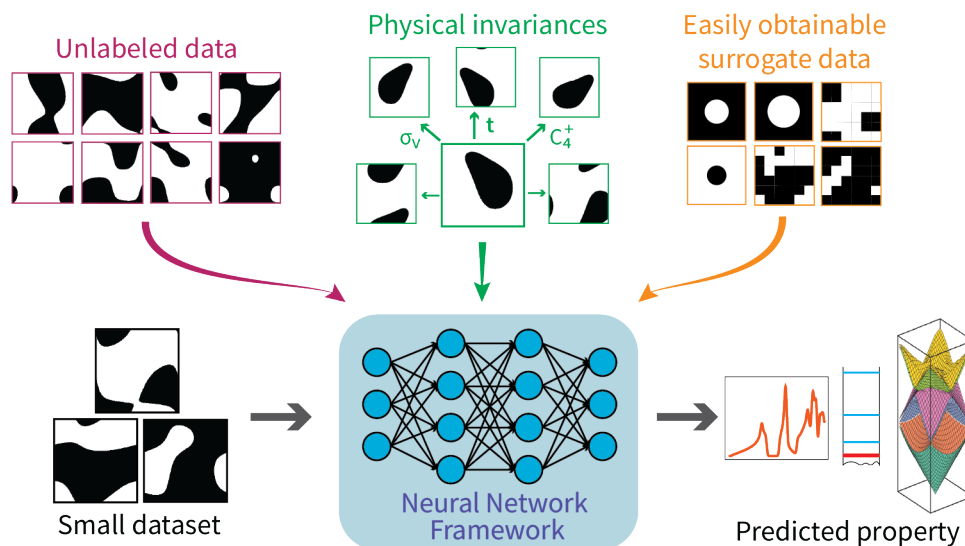 Unlabeled data
Physical invariances
Easily obtainable
surrogate data
σᵥ
t
C₄⁺
Small dataset
Neural Network
Framework
Predicted property